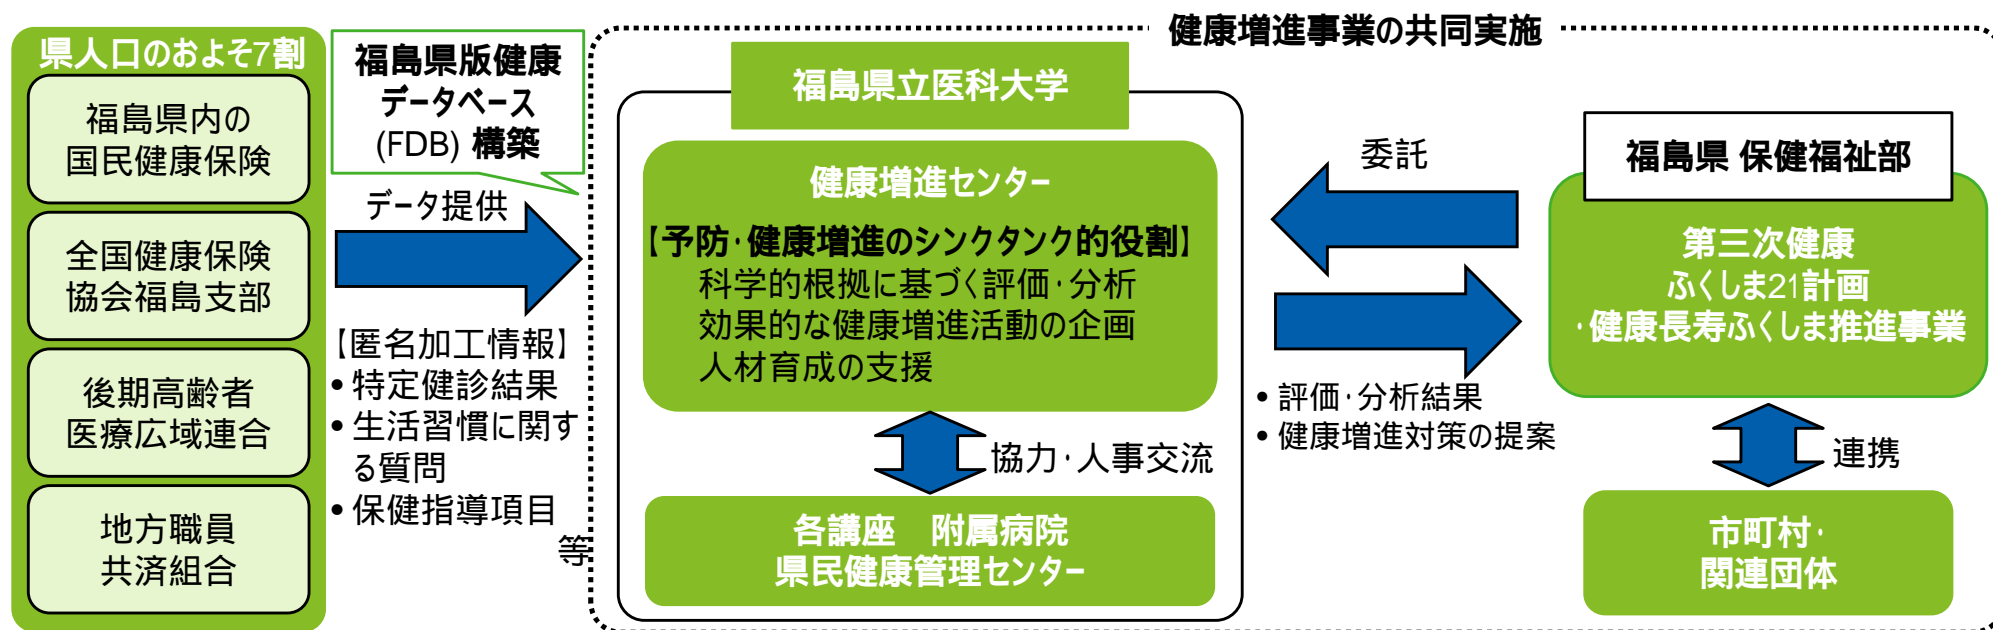 健康増進事業の共同実施
県人口のおよそ7割
福島県内の
国民健康保険
全国健康保険
協会福島支部
後期高齢者
医療広域連合
地方職員
共済組合
福島県版健康
データベース
(FDB) 構築
データ提供
【匿名加工情報】
• 特定健診結果
• 生活習慣に関す
る質問
• 保健指導項目
等
福島県立医科大学
健康増進センター
【予防・健康増進のシンクタンク的役割】
科学的根拠に基づく評価・分析
効果的な健康増進活動の企画
人材育成の支援
協力・人事交流
各講座　附属病院
県民健康管理センター
委託
• 評価・分析結果
• 健康増進対策の提案
福島県 保健福祉部
第三次健康
ふくしま21計画
・健康長寿ふくしま推進事業
連携
市町村・
関連団体